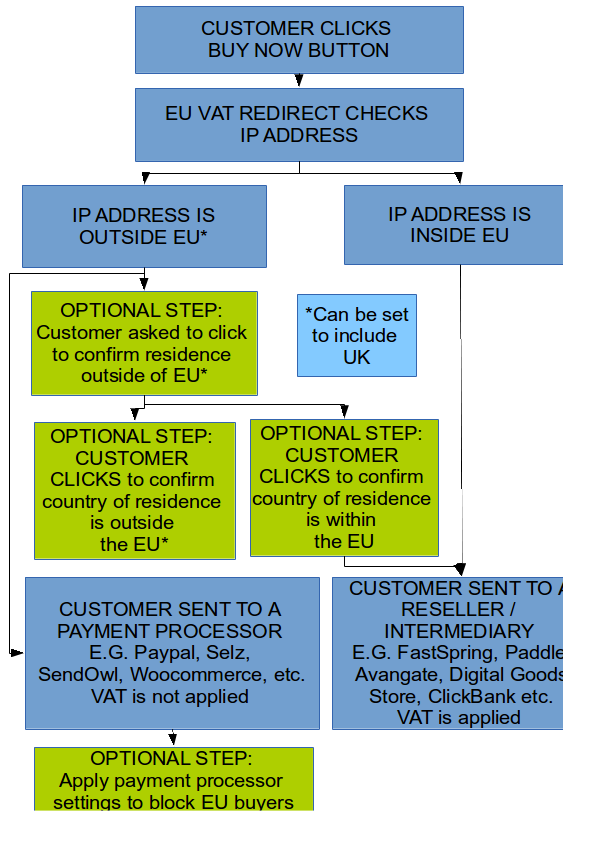 CUSTOMER CLICKS
BUY NOW BUTTON
EU VAT REDIRECT CHECKS
IP ADDRESS
IP ADDRESS IS
OUTSIDE EU*
IP ADDRESS IS
INSIDE EU
OPTIONAL STEP:
Customer asked to click
to confirm residence
outside of EU*
*Can be set
to include
UK
OPTIONAL STEP:
CUSTOMER
CLICKS to confirm
country of residence
is outside
the EU*
OPTIONAL STEP:
CUSTOMER
CLICKS to confirm
country of residence
is within
the EU
CUSTOMER SENT TO A
PAYMENT PROCESSOR
E.G. Paypal, Selz,
SendOwl, Woocommerce, etc.
VAT is not applied
CUSTOMER SENT TO A
RESELLER /
INTERMEDIARY
E.G. FastSpring, Paddle
Avangate, Digital Goods
Store, ClickBank etc.
VAT is applied
OPTIONAL STEP:
Apply payment processor
settings to block EU buyers